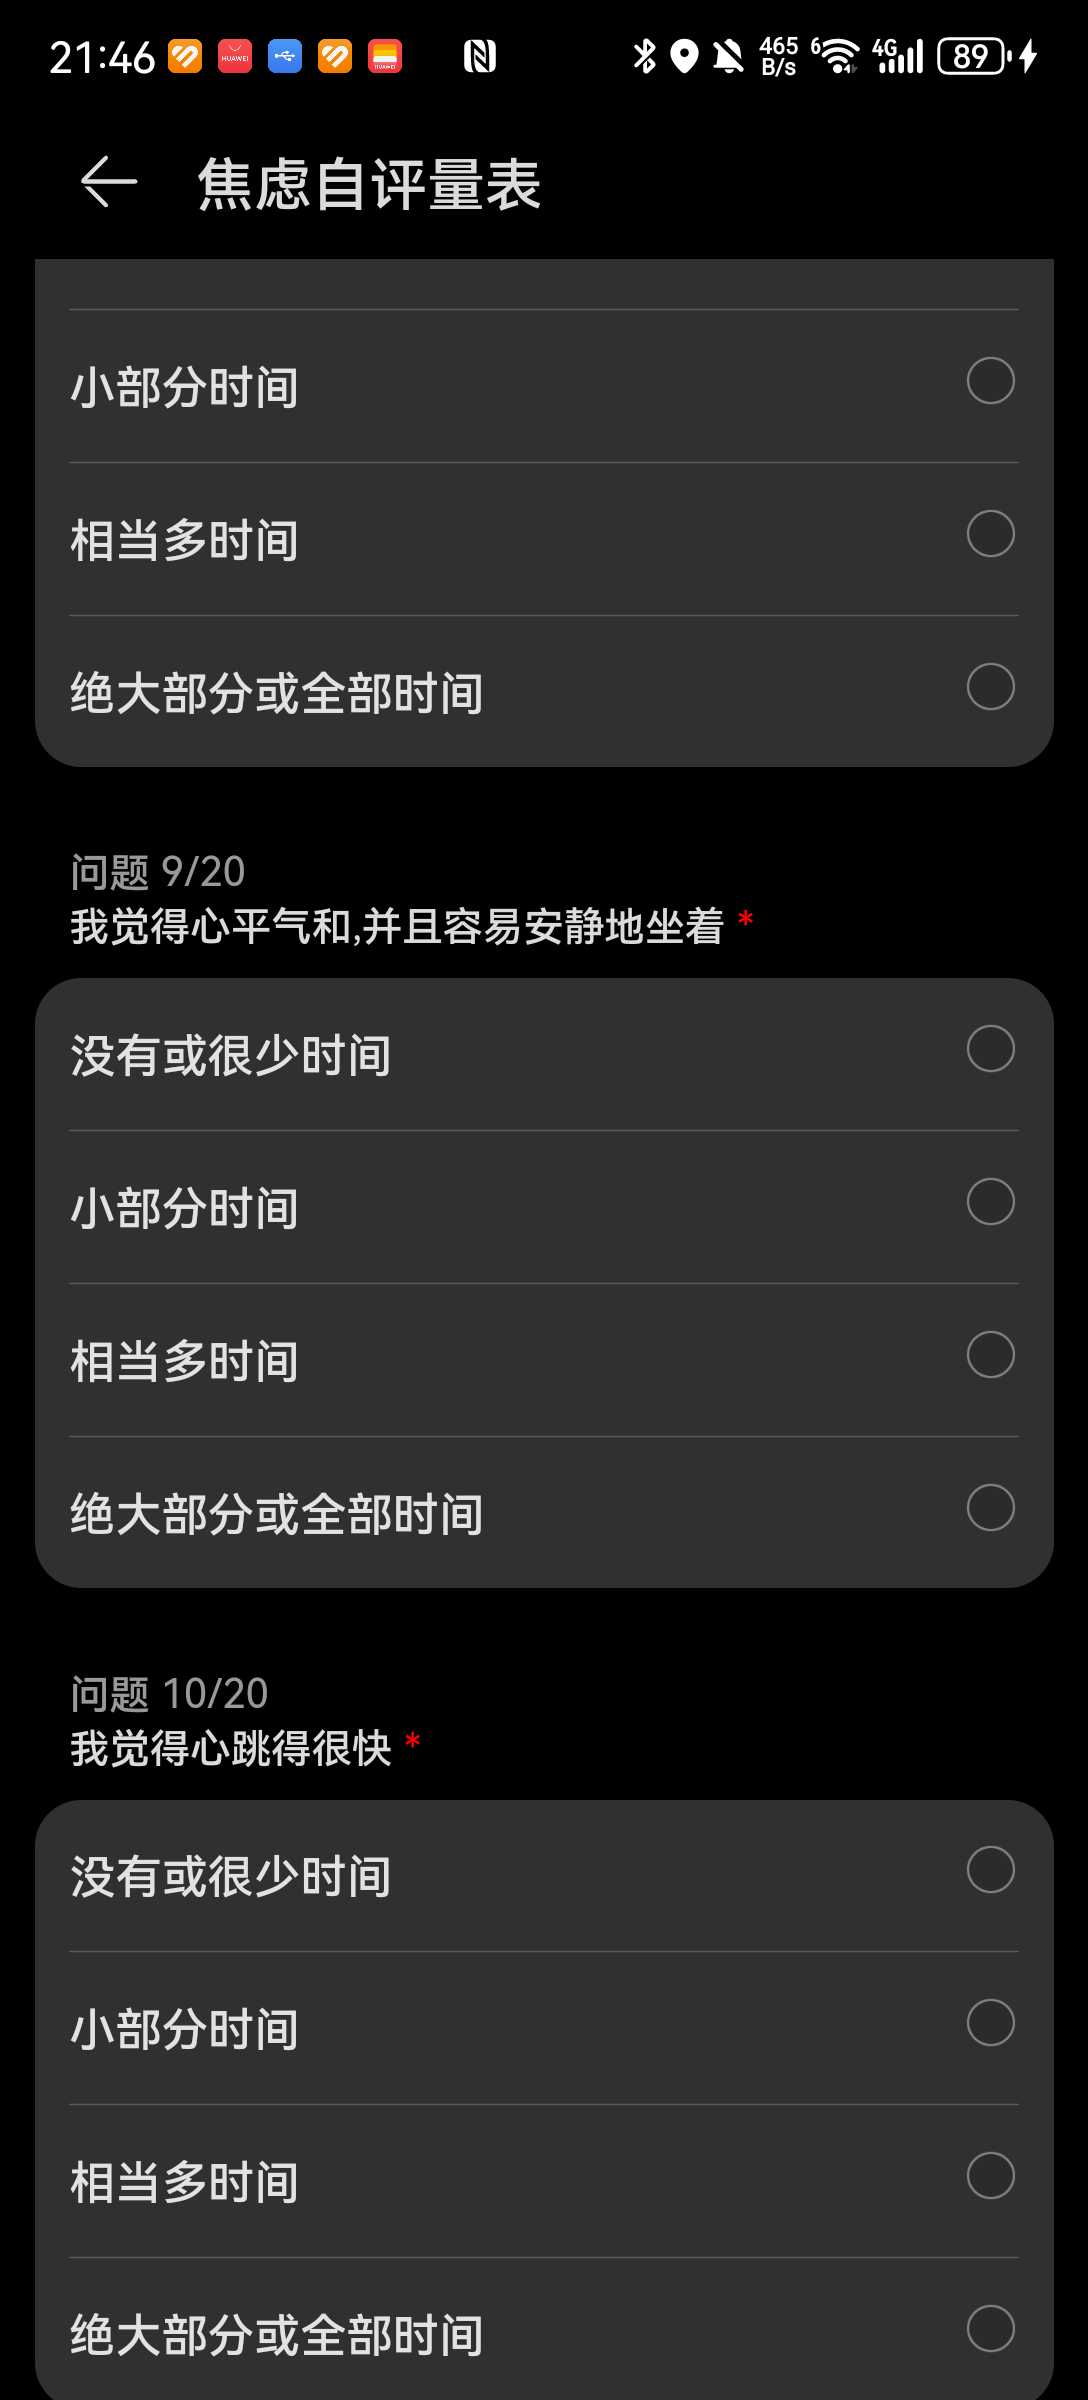 21:46 465 B/s 6 4G 89
焦虑自评量表
小部分时间
相当多时间
绝大部分或全部时间
问题 9/20
我觉得心平气和,并且容易安静地坐着 *
没有或很少时间
小部分时间
相当多时间
绝大部分或全部时间
问题 10/20
我觉得心跳得很快 *
没有或很少时间
小部分时间
相当多时间
绝大部分或全部时间